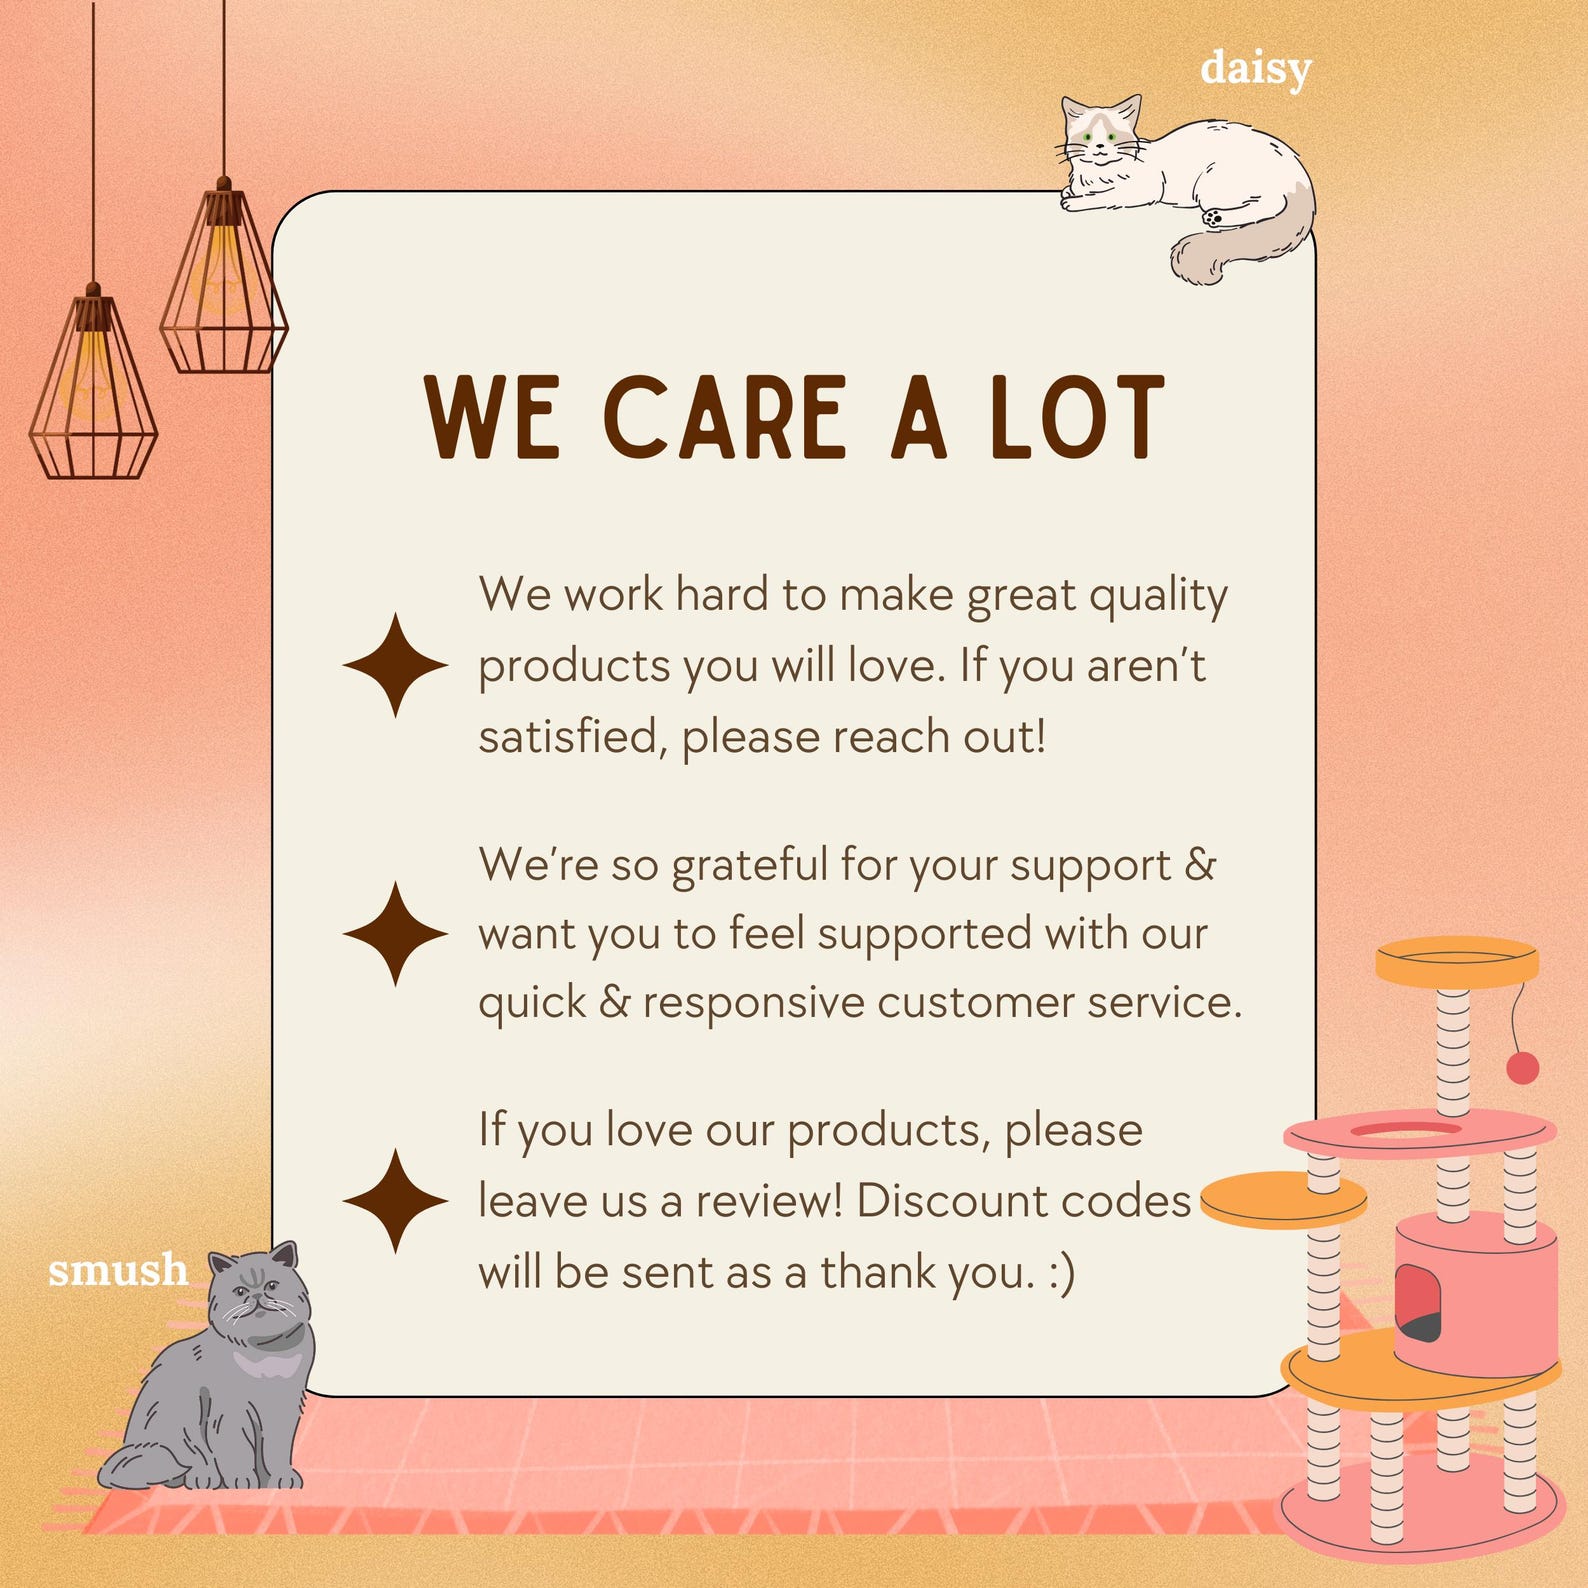 daisy
WE CARE A LOT
We work hard to make great quality
products you will love. If you aren’t
satisfied, please reach out!
We’re so grateful for your support &
want you to feel supported with our
quick & responsive customer service.
If you love our products, please
leave us a review! Discount codes
will be sent as a thank you. :)
smush